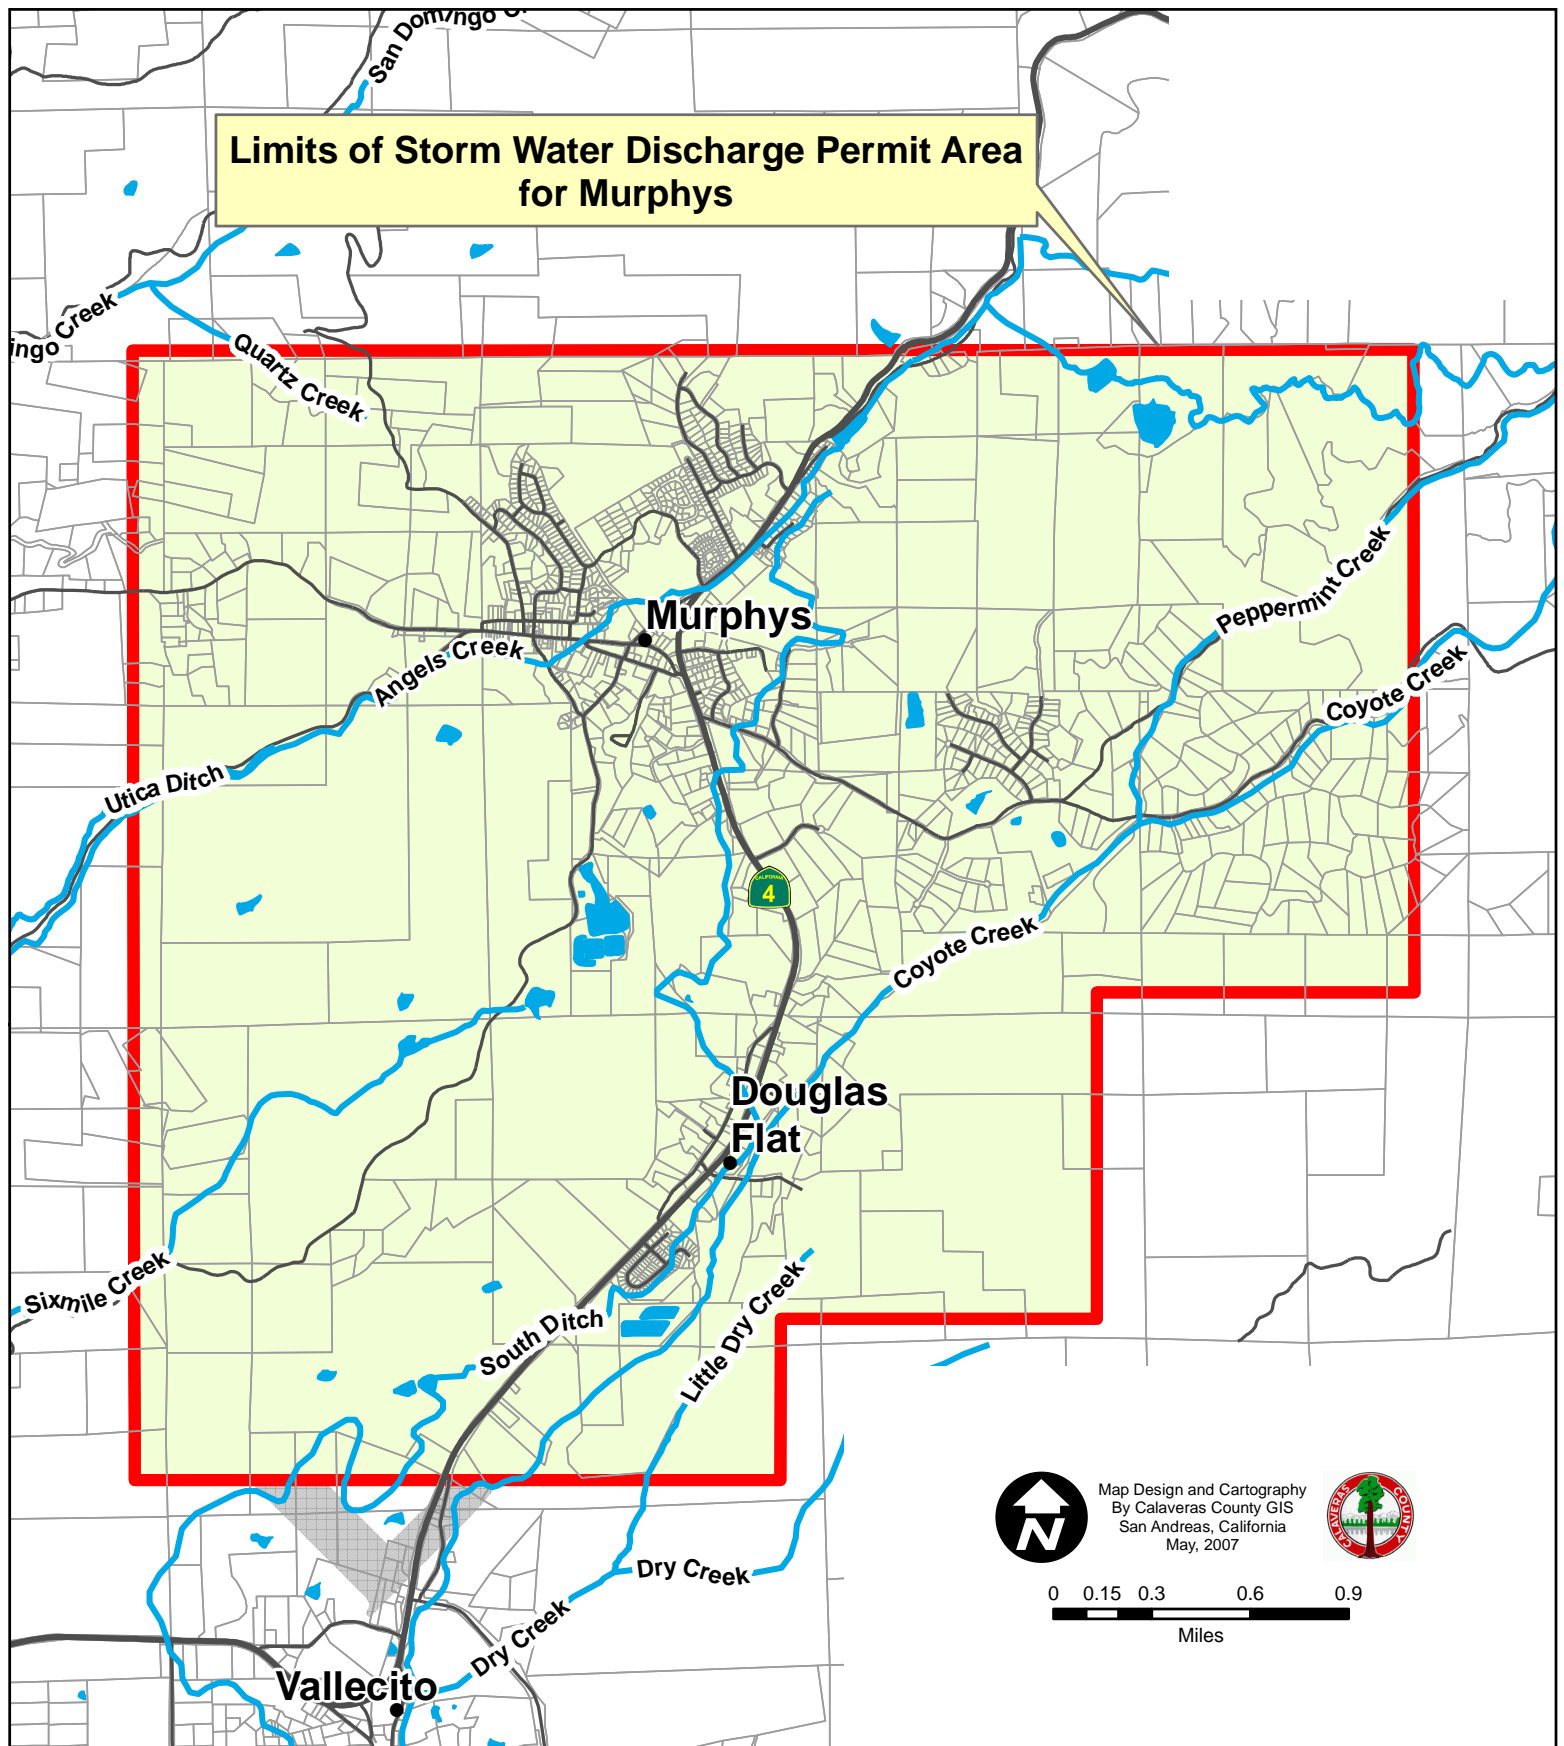 San Domingo C
Limits of Storm Water Discharge Permit Area
for Murphys
ingo Creek
Quartz Creek
Peppermint Creek
Murphys
Angels Creek
Coyote Creek
Utica Ditch
CALIFORNIA
4
Coyote Creek
Douglas
Flat
Sixmile Creek
South Ditch
Little Dry Creek
N
Map Design and Cartography
By Calaveras County GIS
San Andreas, California
May, 2007
CALAVERAS COUNTY
Dry Creek
0 0.15 0.3 0.6 0.9
Miles
Dry Creek
Vallecito